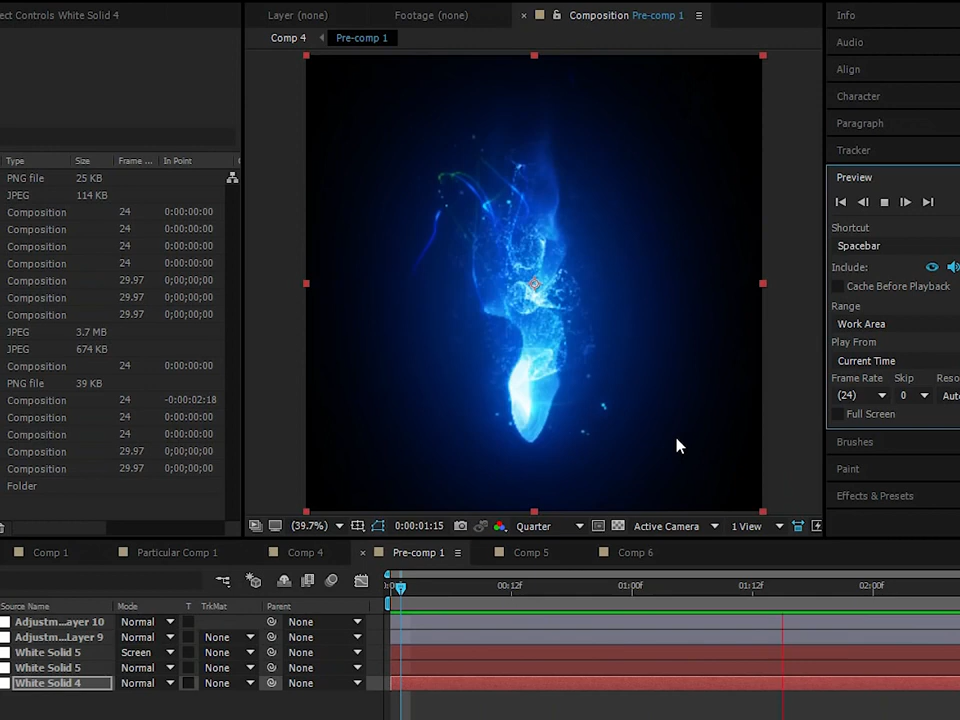 ect Controls White Solid 4
Layer (none)
Footage (none)
× Composition Pre-comp 1
Comp 4
Pre-comp 1
Type Size Frame ... In Point
PNG file 25 KB
JPEG 114 KB
Composition 24 0:00:00:00
Composition 24 0:00:00:00
Composition 24 0:00:00:00
Composition 24 0:00:00:00
Composition 29.97 0;00;00;00
Composition 29.97 0;00;00;00
Composition 29.97 0;00;00;00
JPEG 3.7 MB
JPEG 674 KB
Composition 24 0:00:00:00
PNG file 39 KB
Composition 24 -0:00:02:18
Composition 24 0:00:00:00
Composition 24 0:00:00:00
Composition 29.97 0;00;00;00
Composition 29.97 0;00;00;00
Folder
(39.7%)
0:00:01:15
Quarter
Active Camera
1 View
Info
Audio
Align
Character
Paragraph
Tracker
Preview
Shortcut
Spacebar
Include:
Cache Before Playback
Range
Work Area
Play From
Current Time
Frame Rate Skip Reso
(24) 0 Auto
Full Screen
Brushes
Paint
Effects & Presets
Comp 1
Particular Comp 1
Comp 4
× Pre-comp 1
Comp 5
Comp 6
00:12f 01:00f 01:12f 02:00f
Source Name Mode T TrkMat Parent
Adjustm...ayer 10 Normal None
Adjustm...Layer 9 Normal None None
White Solid 5 Screen None None
White Solid 5 Normal None None
White Solid 4 Normal None None